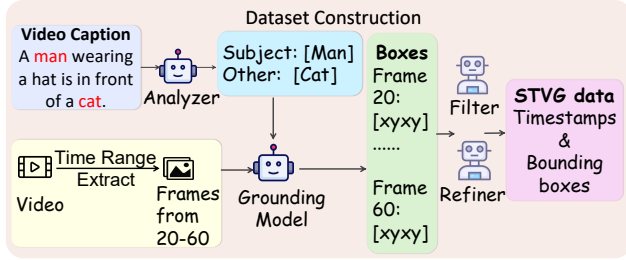 Dataset Construction
Video Caption
A man wearing
a hat is in front
of a cat.
Analyzer
Subject: [Man]
Other: [Cat]
Video
Time Range
Extract
Frames
from
20-60
Grounding
Model
Boxes
Frame
20:
[xyxy]
......
Frame
60:
[xyxy]
Filter
Refiner
STVG data
Timestamps
&
Bounding
boxes